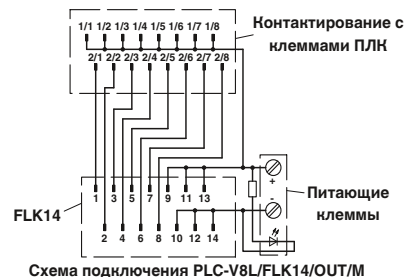 1/1 1/2 1/3 1/4 1/5 1/6 1/7 1/8
Контактирование с
клеммами ПЛК
2/1 2/2 2/3 2/4 2/5 2/6 2/7 2/8
+
1 3 5 7 9 11 13
Питающие
клеммы
-
FLK14
2 4 6 8 10 12 14
Схема подключения PLC-V8L/FLK14/OUT/M